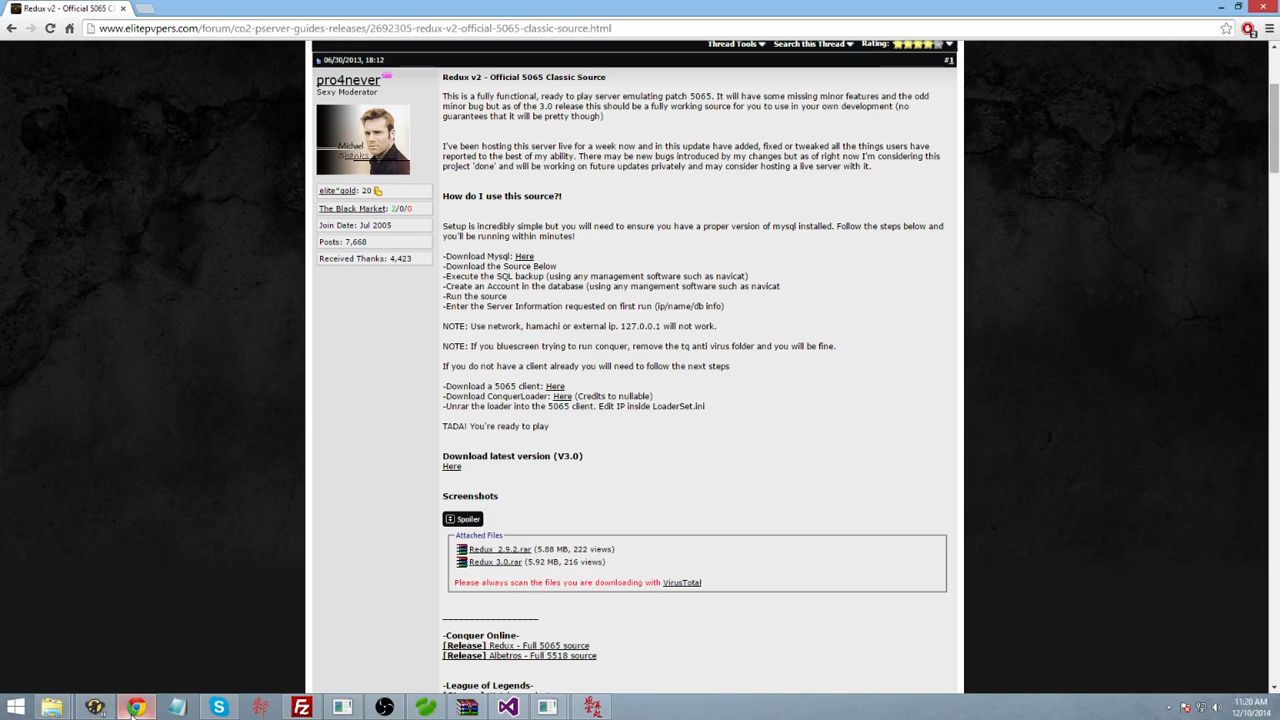 Redux v2 - Official 5065 Cl
www.elitepvpers.com/forum/co2-pserver-guides-releases/2692305-redux-v2-official-5065-classic-source.html
Thread Tools Search this Thread Rating:
06/30/2013, 18:12 #1
pro4never
Sexy Moderator
Michael
Shanks
elite*gold: 20
The Black Market: 2/0/0
Join Date: Jul 2005
Posts: 7,668
Received Thanks: 4,423
Redux v2 - Official 5065 Classic Source
This is a fully functional, ready to play server emulating patch 5065. It will have some missing minor features and the odd
minor bug but as of the 3.0 release this should be a fully working source for you to use in your own development (no
guarantees that it will be pretty though)
I've been hosting this server live for a week now and in this update have added, fixed or tweaked all the things users have
reported to the best of my ability. There may be new bugs introduced by my changes but as of right now I'm considering this
project 'done' and will be working on future updates privately and may consider hosting a live server with it.
How do I use this source?!
Setup is incredibly simple but you will need to ensure you have a proper version of mysql installed. Follow the steps below and
you'll be running within minutes!
-Download Mysql: Here
-Download the Source Below
-Execute the SQL backup (using any management software such as navicat)
-Create an Account in the database (using any mangement software such as navicat
-Run the source
-Enter the Server Information requested on first run (ip/name/db info)
NOTE: Use network, hamachi or external ip. 127.0.0.1 will not work.
NOTE: If you bluescreen trying to run conquer, remove the tq anti virus folder and you will be fine.
If you do not have a client already you will need to follow the next steps
-Download a 5065 client: Here
-Download ConquerLoader: Here (Credits to nullable)
-Unrar the loader into the 5065 client. Edit IP inside LoaderSet.ini
TADA! You're ready to play
Download latest version (V3.0)
Here
Screenshots
Spoiler
Attached Files
Redux_2.9.2.rar (5.88 MB, 222 views)
Redux 3.0.rar (5.92 MB, 216 views)
Please always scan the files you are downloading with VirusTotal
-Conquer Online-
[Release] Redux - Full 5065 source
[Release] Albetros - Full 5518 source
-League of Legends-
11:20 AM
12/10/2014